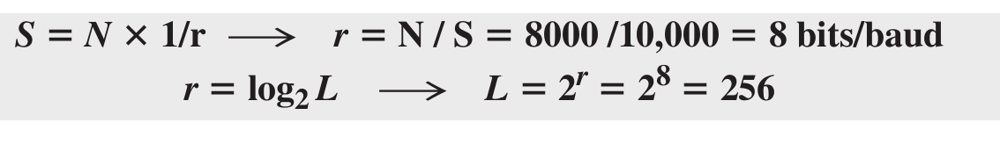 S = N × 1/r ⟶ r = N / S = 8000 /10,000 = 8 bits/baud
r = log₂ L ⟶ L = 2ʳ = 2⁸ = 256